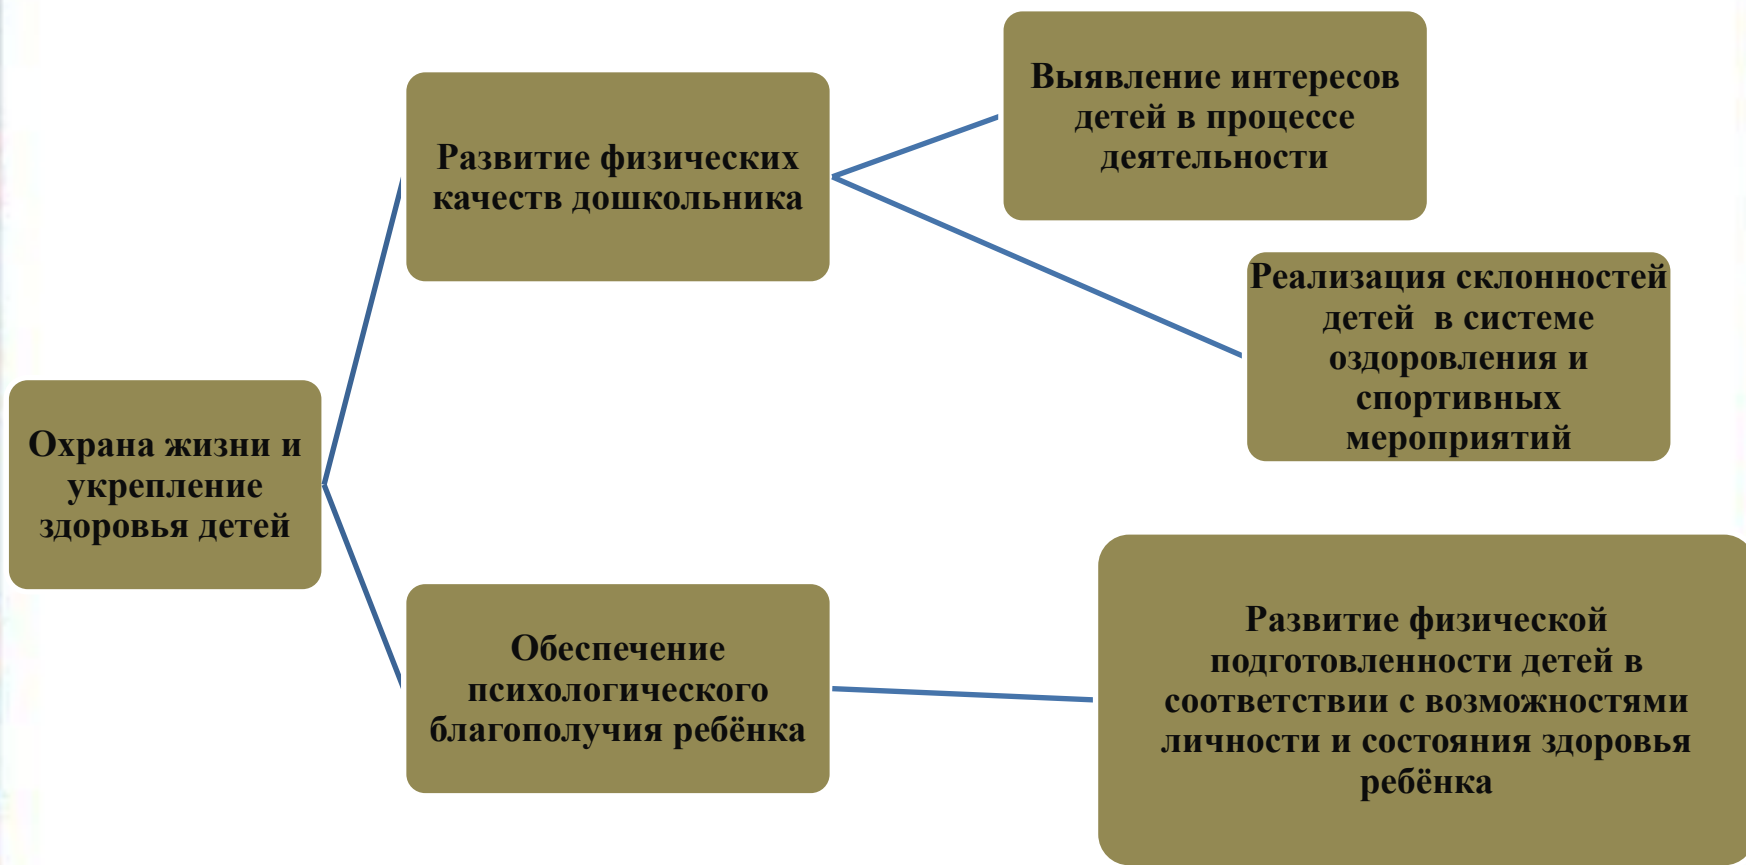 Охрана жизни и
укрепление
здоровья детей
Развитие физических
качеств дошкольника
Выявление интересов
детей в процессе
деятельности
Реализация склонностей
детей  в системе
оздоровления и
спортивных
мероприятий
Обеспечение
психологического
благополучия ребёнка
Развитие физической
подготовленности детей в
соответствии с возможностями
личности и состояния здоровья
ребёнка